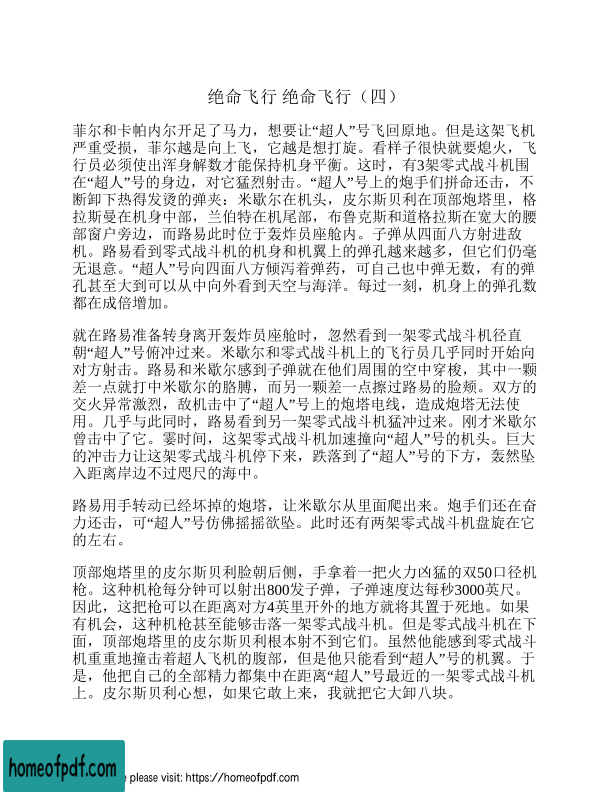 绝命飞行 绝命飞行（四）
菲尔和卡帕内尔开足了马力，想要让“超人”号飞回原地。但是这架飞机
严重受损，菲尔越是向上飞，它越是想打旋。看样子很快就要熄火，飞
行员必须使出浑身解数才能保持机身平衡。这时，有3架零式战斗机围
在“超人”号的身边，对它猛烈射击。“超人”号上的炮手们拼命还击，不
断卸下热得发烫的弹夹：米歇尔在机头，皮尔斯贝利在顶部炮塔里，格
拉斯曼在机身中部，兰伯特在机尾部，布鲁克斯和道格拉斯在宽大的腰
部窗户旁边，而路易此时位于轰炸员座舱内。子弹从四面八方射进敌
机。路易看到零式战斗机的机身和机翼上的弹孔越来越多，但它们仍毫
无退意。“超人”号向四面八方倾泻着弹药，可自己也中弹无数，有的弹
孔甚至大到可以从中向外看到天空与海洋。每过一刻，机身上的弹孔数
都在成倍增加。
就在路易准备转身离开轰炸员座舱时，忽然看到一架零式战斗机径直
朝“超人”号俯冲过来。米歇尔和零式战斗机上的飞行员几乎同时开始向
对方射击。路易和米歇尔感到子弹就在他们周围的空中穿梭，其中一颗
差一点就打中米歇尔的胳膊，而另一颗差一点擦过路易的脸颊。双方的
交火异常激烈，敌机击中了“超人”号上的炮塔电线，造成炮塔无法使
用。几乎与此同时，路易看到另一架零式战斗机猛冲过来。刚才米歇尔
曾击中了它。霎时间，这架零式战斗机加速撞向“超人”号的机头。巨大
的冲击力让这架零式战斗机停下来，跌落到了“超人”号的下方，轰然坠
入距离岸边不过咫尺的海中。
路易用手转动已经坏掉的炮塔，让米歇尔从里面爬出来。炮手们还在奋
力还击，可“超人”号仿佛摇摇欲坠。此时还有两架零式战斗机盘旋在它
的左右。
顶部炮塔里的皮尔斯贝利脸朝后侧，手拿着一把火力凶猛的双50口径机
枪。这种机枪每分钟可以射出800发子弹，子弹速度达每秒3000英尺。
因此，这把枪可以在距离对方4英里开外的地方就将其置于死地。如果
有机会，这种机枪甚至能够击落一架零式战斗机。但是零式战斗机在下
面，顶部炮塔里的皮尔斯贝利根本射不到它们。虽然他能感到零式战斗
机重重地撞击着超人飞机的腹部，但是他只能看到“超人”号的机翼。于
是，他把自己的全部精力都集中在距离“超人”号最近的一架零式战斗机
上。皮尔斯贝利心想，如果它敢上来，我就把它大卸八块。
homeofpdf.com
e please visit: https://homeofpdf.com